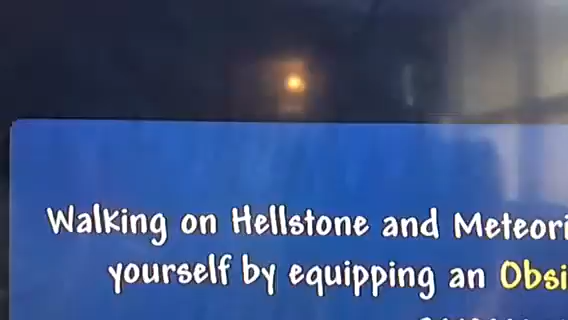 Walking on Hellstone and Meteori
yourself by equipping an Obsi